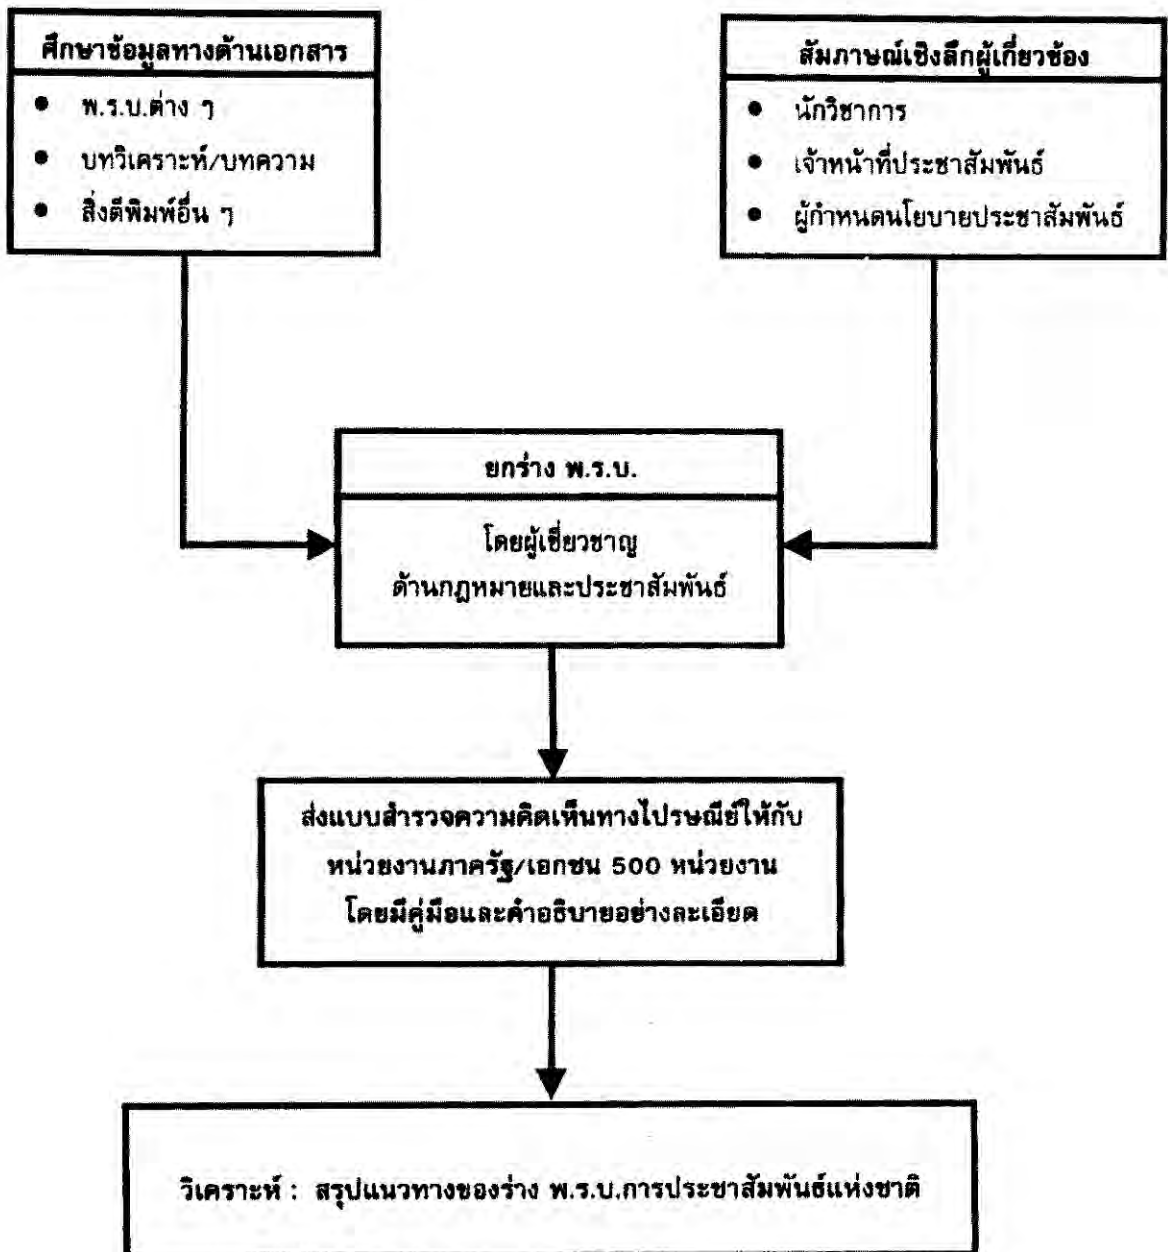 ศึกษาข้อมูลทางด้านเอกสาร
● พ.ร.บ.ต่าง ๆ
● บทวิเคราะห์/บทความ
● สิ่งตีพิมพ์อื่น ๆ
สัมภาษณ์เชิงลึกผู้เกี่ยวข้อง
● นักวิชาการ
● เจ้าหน้าที่ประชาสัมพันธ์
● ผู้กำหนดนโยบายประชาสัมพันธ์
ยกร่าง พ.ร.บ.
โดยผู้เชี่ยวชาญ
ด้านกฎหมายและประชาสัมพันธ์
ส่งแบบสำรวจความคิดเห็นทางไปรษณีย์ให้กับ
หน่วยงานภาครัฐ/เอกชน 500 หน่วยงาน
โดยมีคู่มือและคำอธิบายอย่างละเอียด
วิเคราะห์ : สรุปแนวทางของร่าง พ.ร.บ.การประชาสัมพันธ์แห่งชาติ